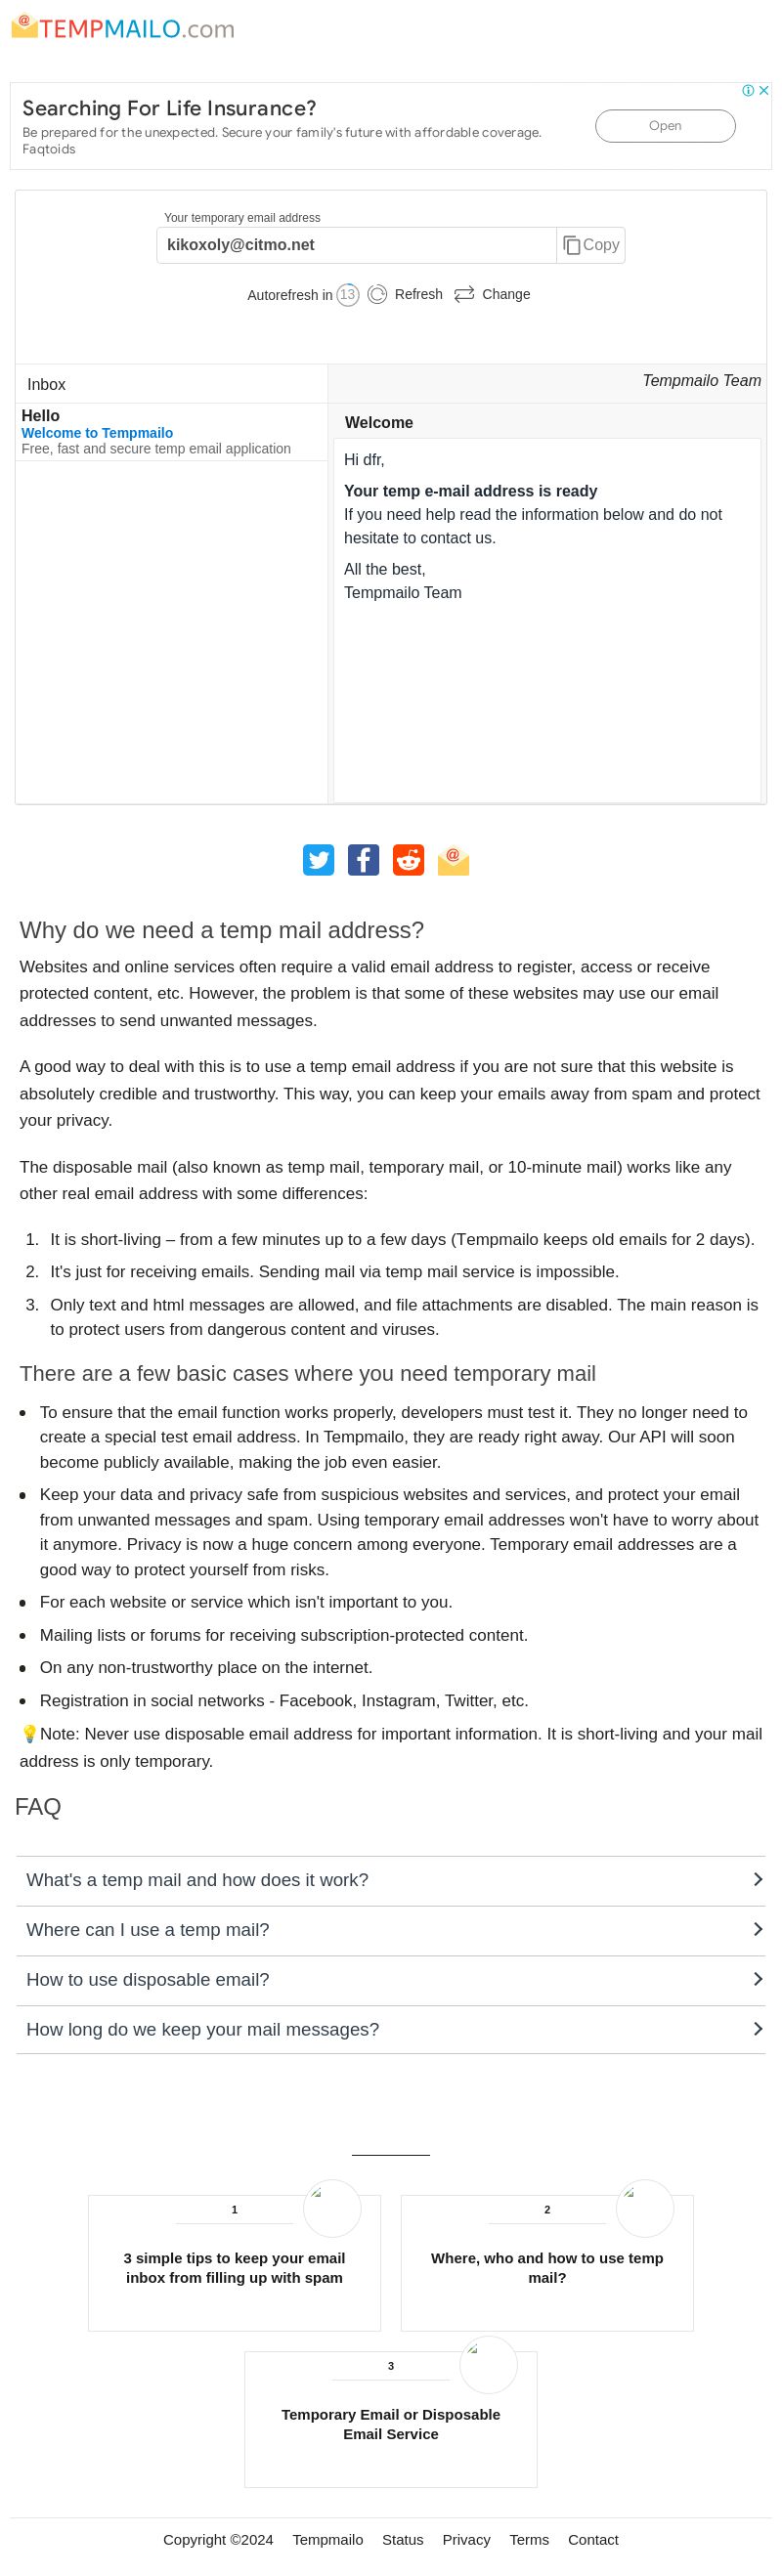 TEMPMAILO.com
Searching For Life Insurance?
Be prepared for the unexpected. Secure your family's future with affordable coverage.
Faqtoids
Open
Your temporary email address
kikoxoly@citmo.net
Copy
Autorefresh in 13 Refresh Change
Inbox
Tempmailo Team
Hello
Welcome to Tempmailo
Free, fast and secure temp email application
Welcome
Hi dfr,
Your temp e-mail address is ready
If you need help read the information below and do not
hesitate to contact us.
All the best,
Tempmailo Team
Why do we need a temp mail address?
Websites and online services often require a valid email address to register, access or receive
protected content, etc. However, the problem is that some of these websites may use our email
addresses to send unwanted messages.
A good way to deal with this is to use a temp email address if you are not sure that this website is
absolutely credible and trustworthy. This way, you can keep your emails away from spam and protect
your privacy.
The disposable mail (also known as temp mail, temporary mail, or 10-minute mail) works like any
other real email address with some differences:
1. It is short-living – from a few minutes up to a few days (Tempmailo keeps old emails for 2 days).
2. It's just for receiving emails. Sending mail via temp mail service is impossible.
3. Only text and html messages are allowed, and file attachments are disabled. The main reason is
to protect users from dangerous content and viruses.
There are a few basic cases where you need temporary mail
• To ensure that the email function works properly, developers must test it. They no longer need to
create a special test email address. In Tempmailo, they are ready right away. Our API will soon
become publicly available, making the job even easier.
• Keep your data and privacy safe from suspicious websites and services, and protect your email
from unwanted messages and spam. Using temporary email addresses won't have to worry about
it anymore. Privacy is now a huge concern among everyone. Temporary email addresses are a
good way to protect yourself from risks.
• For each website or service which isn't important to you.
• Mailing lists or forums for receiving subscription-protected content.
• On any non-trustworthy place on the internet.
• Registration in social networks - Facebook, Instagram, Twitter, etc.
💡Note: Never use disposable email address for important information. It is short-living and your mail
address is only temporary.
FAQ
What's a temp mail and how does it work?
Where can I use a temp mail?
How to use disposable email?
How long do we keep your mail messages?
1
3 simple tips to keep your email
inbox from filling up with spam
2
Where, who and how to use temp
mail?
3
Temporary Email or Disposable
Email Service
Copyright ©2024 Tempmailo Status Privacy Terms Contact